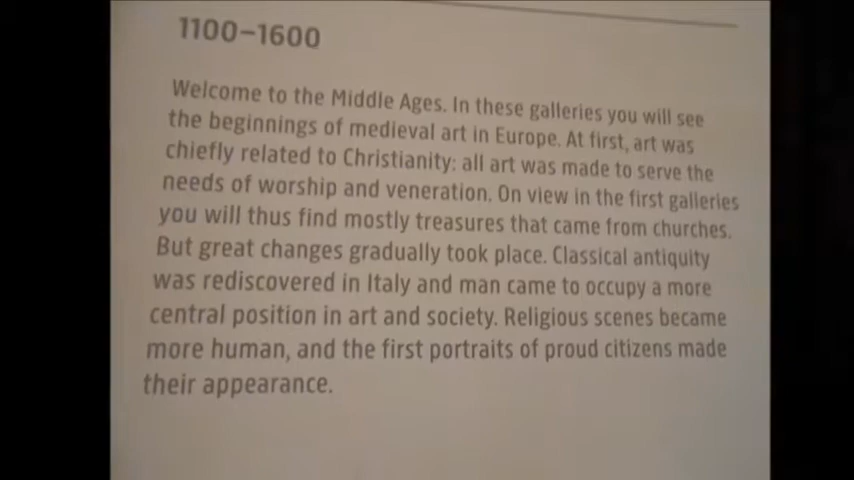 1100–1600
Welcome to the Middle Ages. In these galleries you will see
the beginnings of medieval art in Europe. At first, art was
chiefly related to Christianity: all art was made to serve the
needs of worship and veneration. On view in the first galleries
you will thus find mostly treasures that came from churches.
But great changes gradually took place. Classical antiquity
was rediscovered in Italy and man came to occupy a more
central position in art and society. Religious scenes became
more human, and the first portraits of proud citizens made
their appearance.